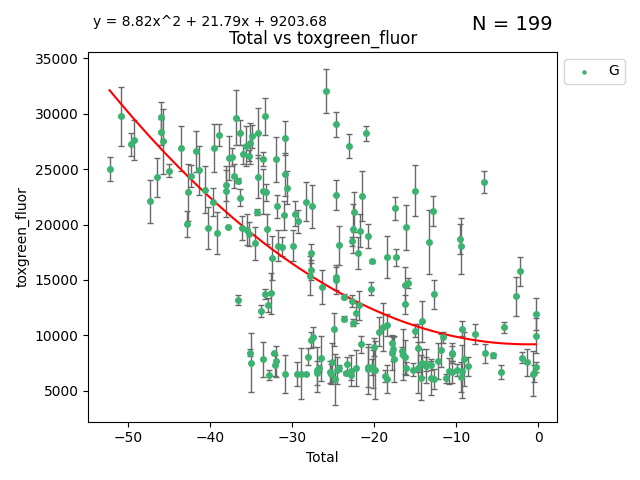 y = 8.82x^2 + 21.79x + 9203.68
N = 199
Total vs toxgreen_fluor
G
35000
30000
25000
20000
15000
10000
5000
toxgreen_fluor
−50 −40 −30 −20 −10 0
Total